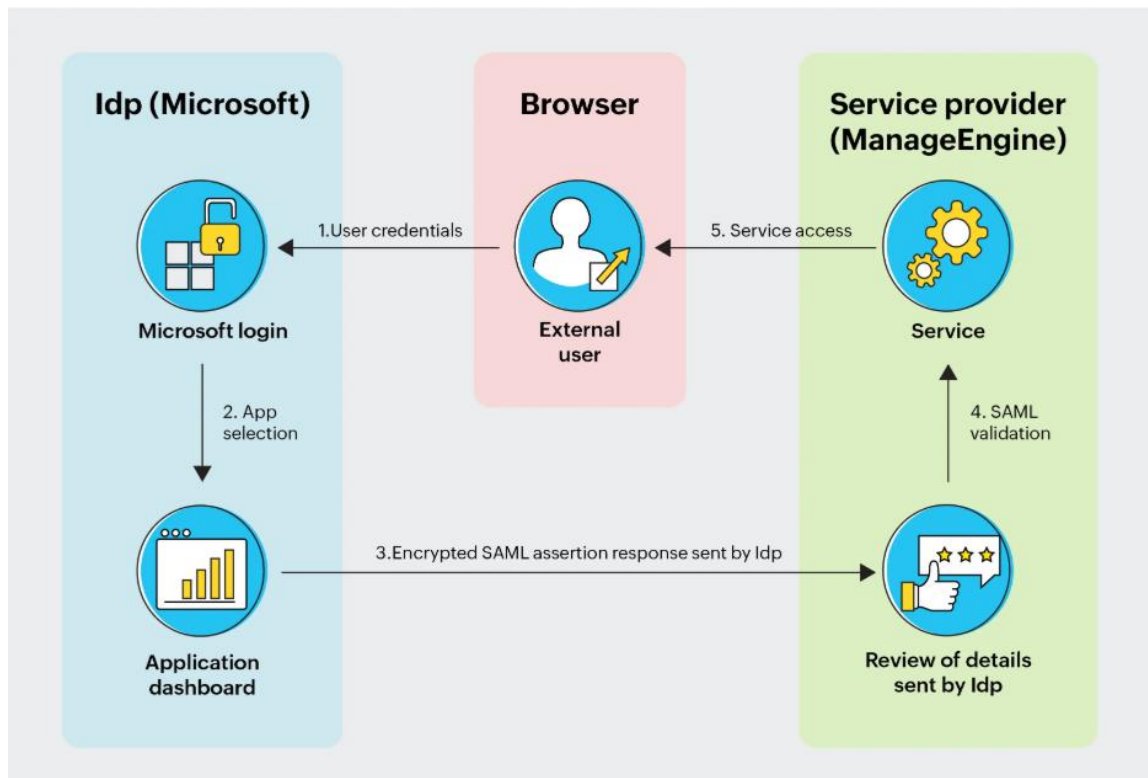 Idp (Microsoft)
Browser
Service provider
(ManageEngine)
1.User credentials
5. Service access
Microsoft login
External
user
Service
2. App
selection
4. SAML
validation
3.Encrypted SAML assertion response sent by Idp
Application
dashboard
Review of details
sent by Idp